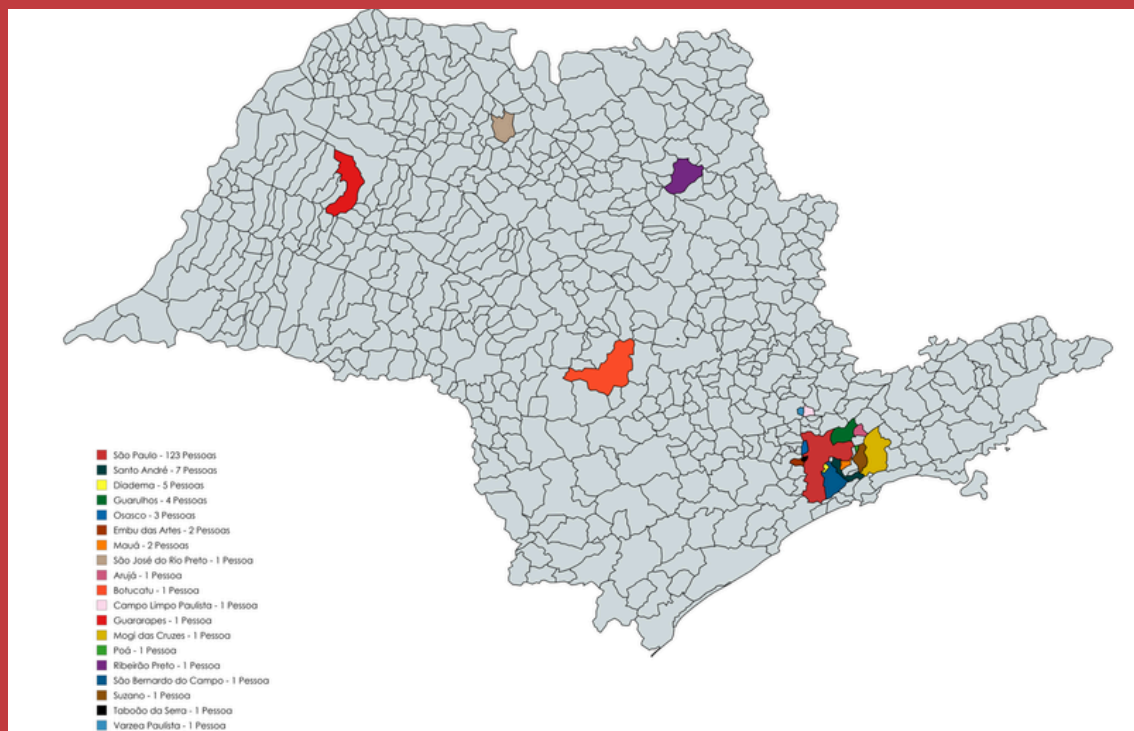 São Paulo - 123 Pessoas
Santo André - 7 Pessoas
Diadema - 5 Pessoas
Guarulhos - 4 Pessoas
Osasco - 3 Pessoas
Embu das Artes - 2 Pessoas
Mauá - 2 Pessoas
São José do Rio Preto - 1 Pessoa
Arujá - 1 Pessoa
Botucatu - 1 Pessoa
Campo Limpo Paulista - 1 Pessoa
Guararapes - 1 Pessoa
Mogi das Cruzes - 1 Pessoa
Poá - 1 Pessoa
Ribeirão Preto - 1 Pessoa
São Bernardo do Campo - 1 Pessoa
Suzano - 1 Pessoa
Taboão da Serra - 1 Pessoa
Varzea Paulista - 1 Pessoa